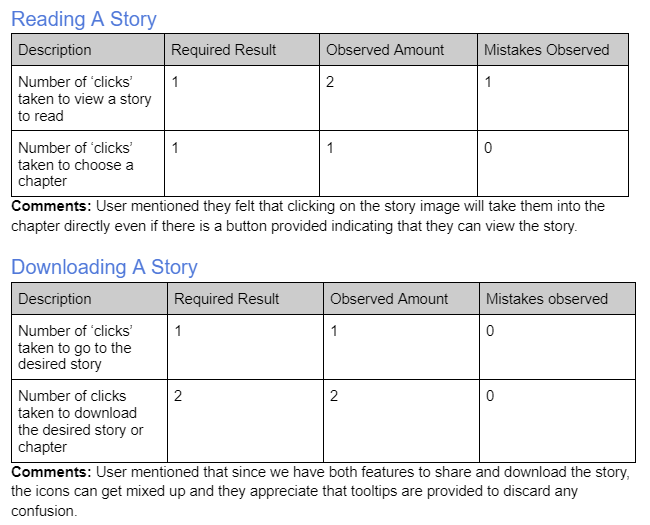 Reading A Story
Description Required Result Observed Amount Mistakes Observed
Number of ‘clicks’ 1 2 1
taken to view a story
to read
Number of ‘clicks’ 1 1 0
taken to choose a
chapter
Comments: User mentioned they felt that clicking on the story image will take them into the
chapter directly even if there is a button provided indicating that they can view the story.
Downloading A Story
Description Required Result Observed Amount Mistakes observed
Number of ‘clicks’ 1 1 0
taken to go to the
desired story
Number of clicks 2 2 0
taken to download
the desired story or
chapter
Comments: User mentioned that since we have both features to share and download the story,
the icons can get mixed up and they appreciate that tooltips are provided to discard any
confusion.